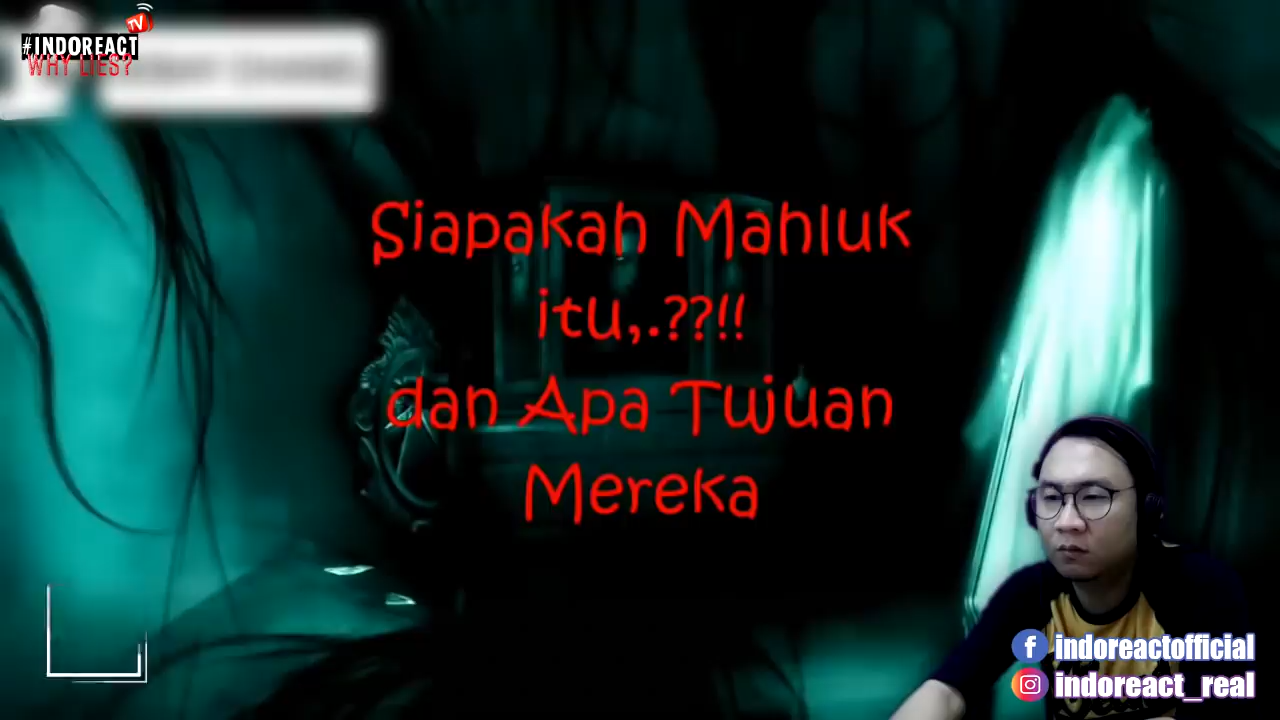 TV
#INDOREACT
WHY LIES?
Siapakah Mahluk
itu,.??!!
dan Apa Tujuan
Mereka
indoreactofficial
indoreact_real